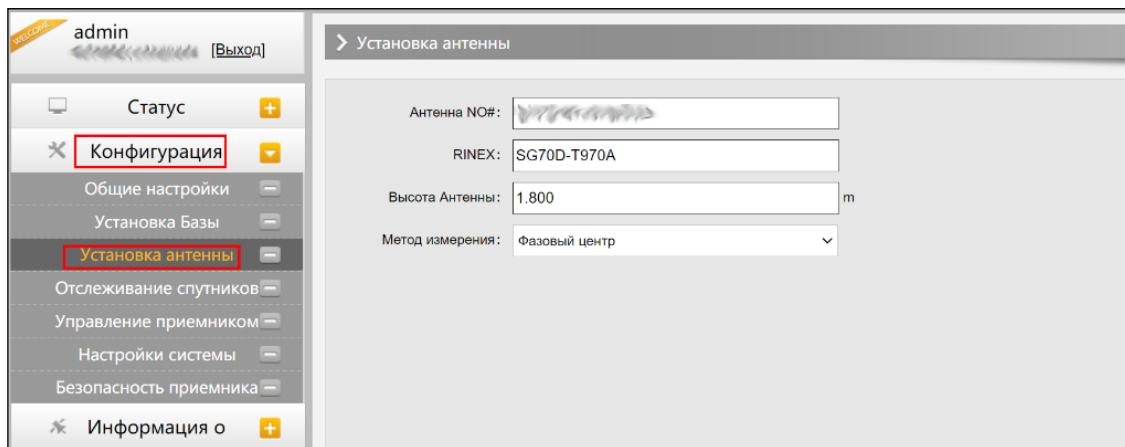 WELCOME
admin
[Выход]
Статус
Конфигурация
Общие настройки
Установка Базы
Установка антенны
Отслеживание спутников
Управление приемником
Настройки системы
Безопасность приемника
Информация о
Установка антенны
Антенна NO#:
RINEX: SG70D-T970A
Высота Антенны: 1.800 m
Метод измерения: Фазовый центр